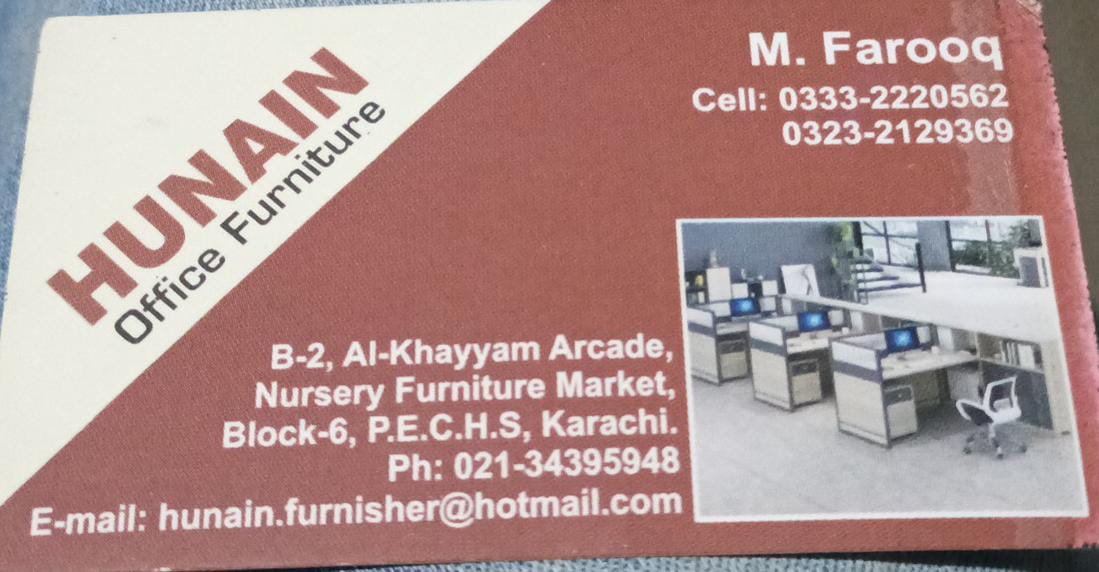 HUNAIN
Office Furniture
M. Farooq
Cell: 0333-2220562
0323-2129369
B-2, Al-Khayyam Arcade,
Nursery Furniture Market,
Block-6, P.E.C.H.S, Karachi.
Ph: 021-34395948
E-mail: hunain.furnisher@hotmail.com